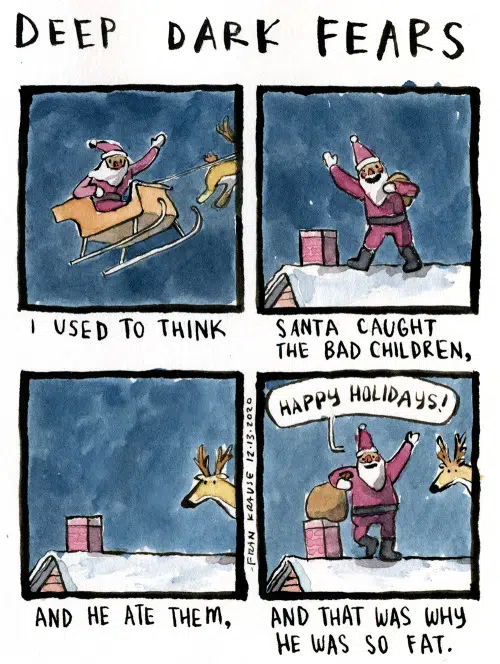 DEEP DARK FEARS
I USED TO THINK
SANTA CAUGHT
THE BAD CHILDREN,
AND HE ATE THEM,
-FRAN KRAUSE 12.13.2020
HAPPY HOLIDAYS!
AND THAT WAS WHY
HE WAS SO FAT.